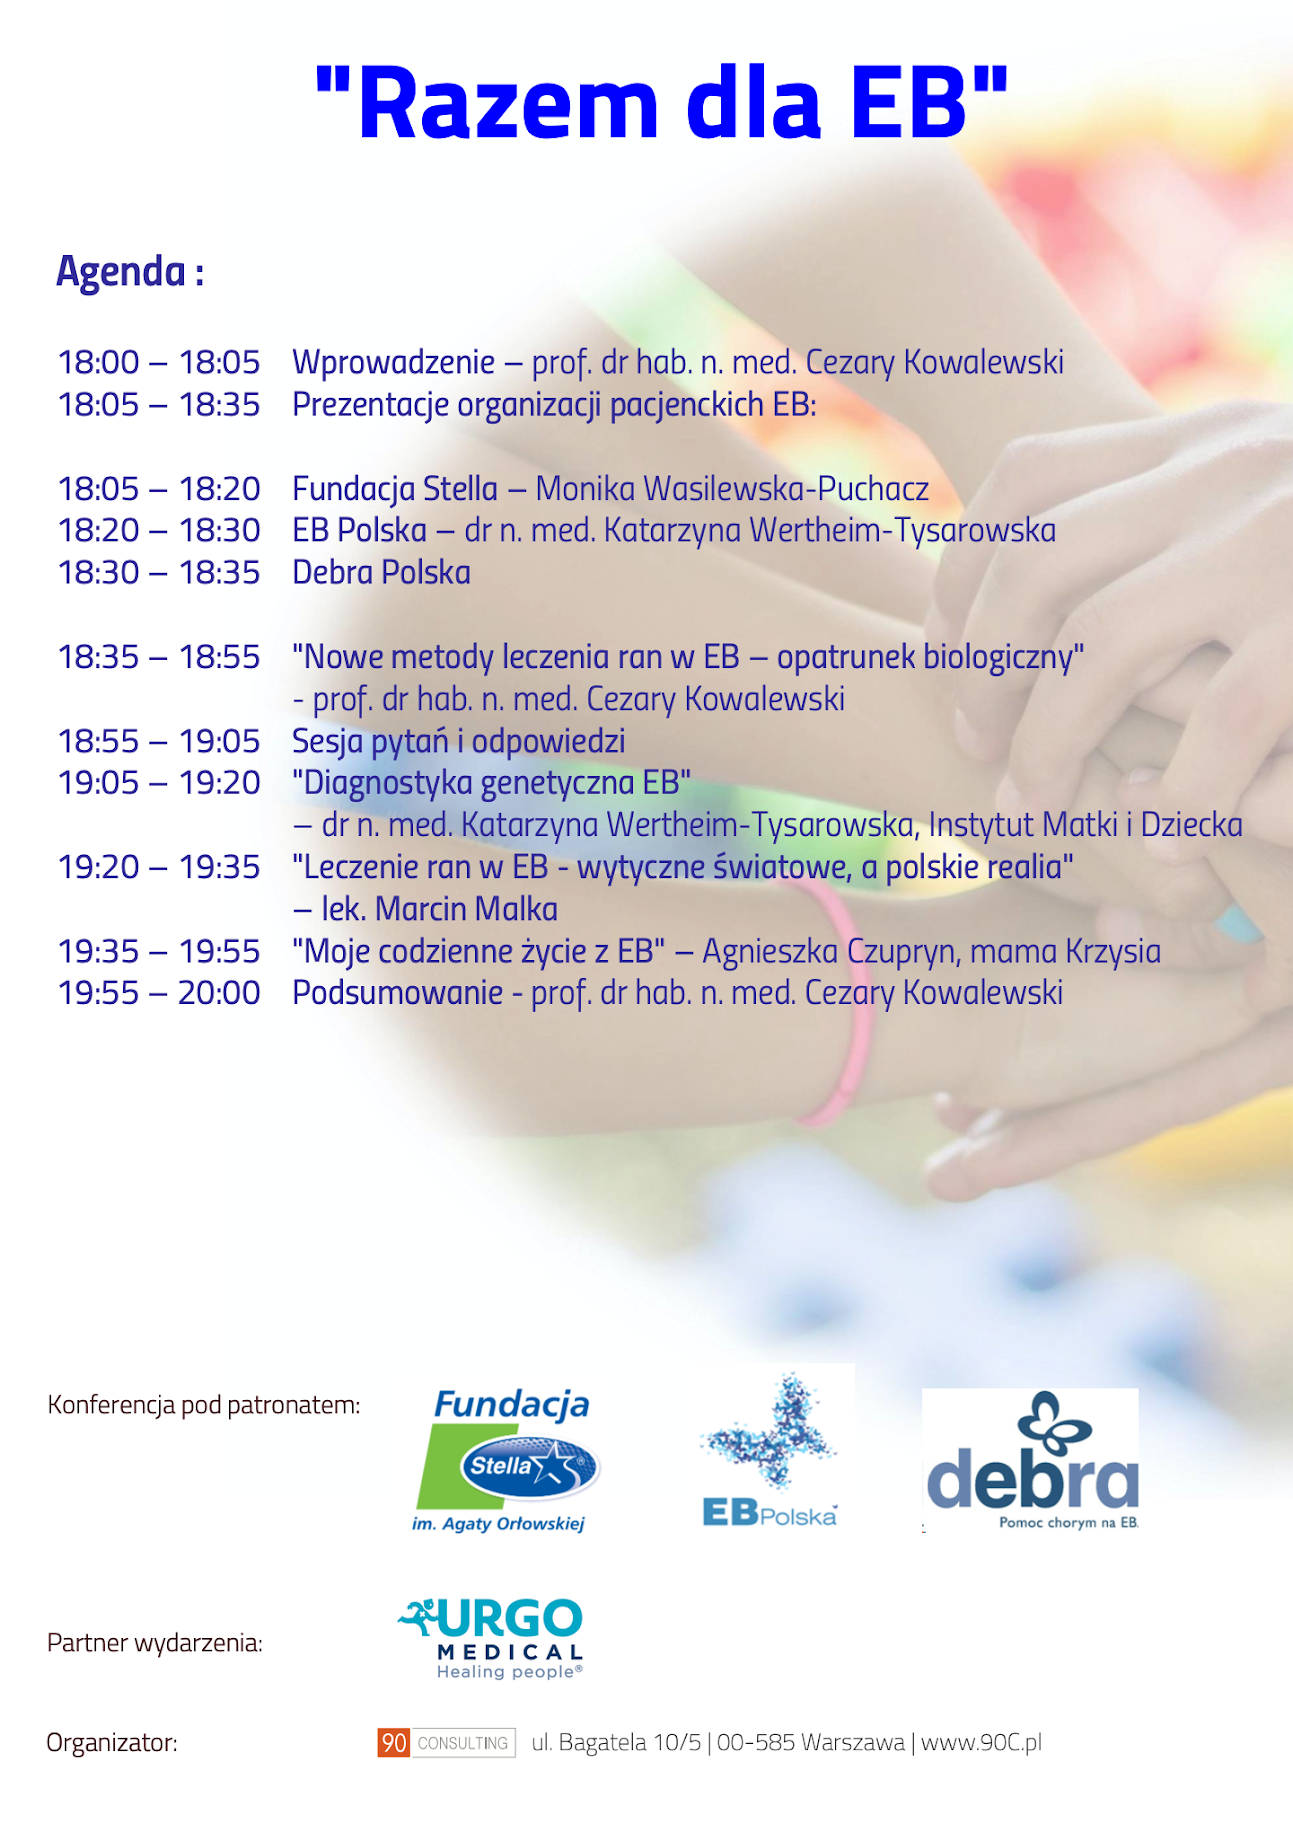 "Razem dla EB"
Agenda :
18:00 – 18:05 Wprowadzenie – prof. dr hab. n. med. Cezary Kowalewski
18:05 – 18:35 Prezentacje organizacji pacjenckich EB:
18:05 – 18:20 Fundacja Stella – Monika Wasilewska-Puchacz
18:20 – 18:30 EB Polska – dr n. med. Katarzyna Wertheim-Tysarowska
18:30 – 18:35 Debra Polska
18:35 – 18:55 "Nowe metody leczenia ran w EB – opatrunek biologiczny"
- prof. dr hab. n. med. Cezary Kowalewski
18:55 – 19:05 Sesja pytań i odpowiedzi
19:05 – 19:20 "Diagnostyka genetyczna EB"
– dr n. med. Katarzyna Wertheim-Tysarowska, Instytut Matki i Dziecka
19:20 – 19:35 "Leczenie ran w EB - wytyczne światowe, a polskie realia"
– lek. Marcin Malka
19:35 – 19:55 "Moje codzienne życie z EB" – Agnieszka Czupryn, mama Krzysia
19:55 – 20:00 Podsumowanie - prof. dr hab. n. med. Cezary Kowalewski
Konferencja pod patronatem:
Fundacja
Stella ®
im. Agaty Orłowskiej
EB Polska
debra
Pomoc chorym na EB.
Partner wydarzenia:
URGO
MEDICAL
Healing people®
Organizator:
90 CONSULTING ul. Bagatela 10/5 | 00-585 Warszawa | www.90C.pl